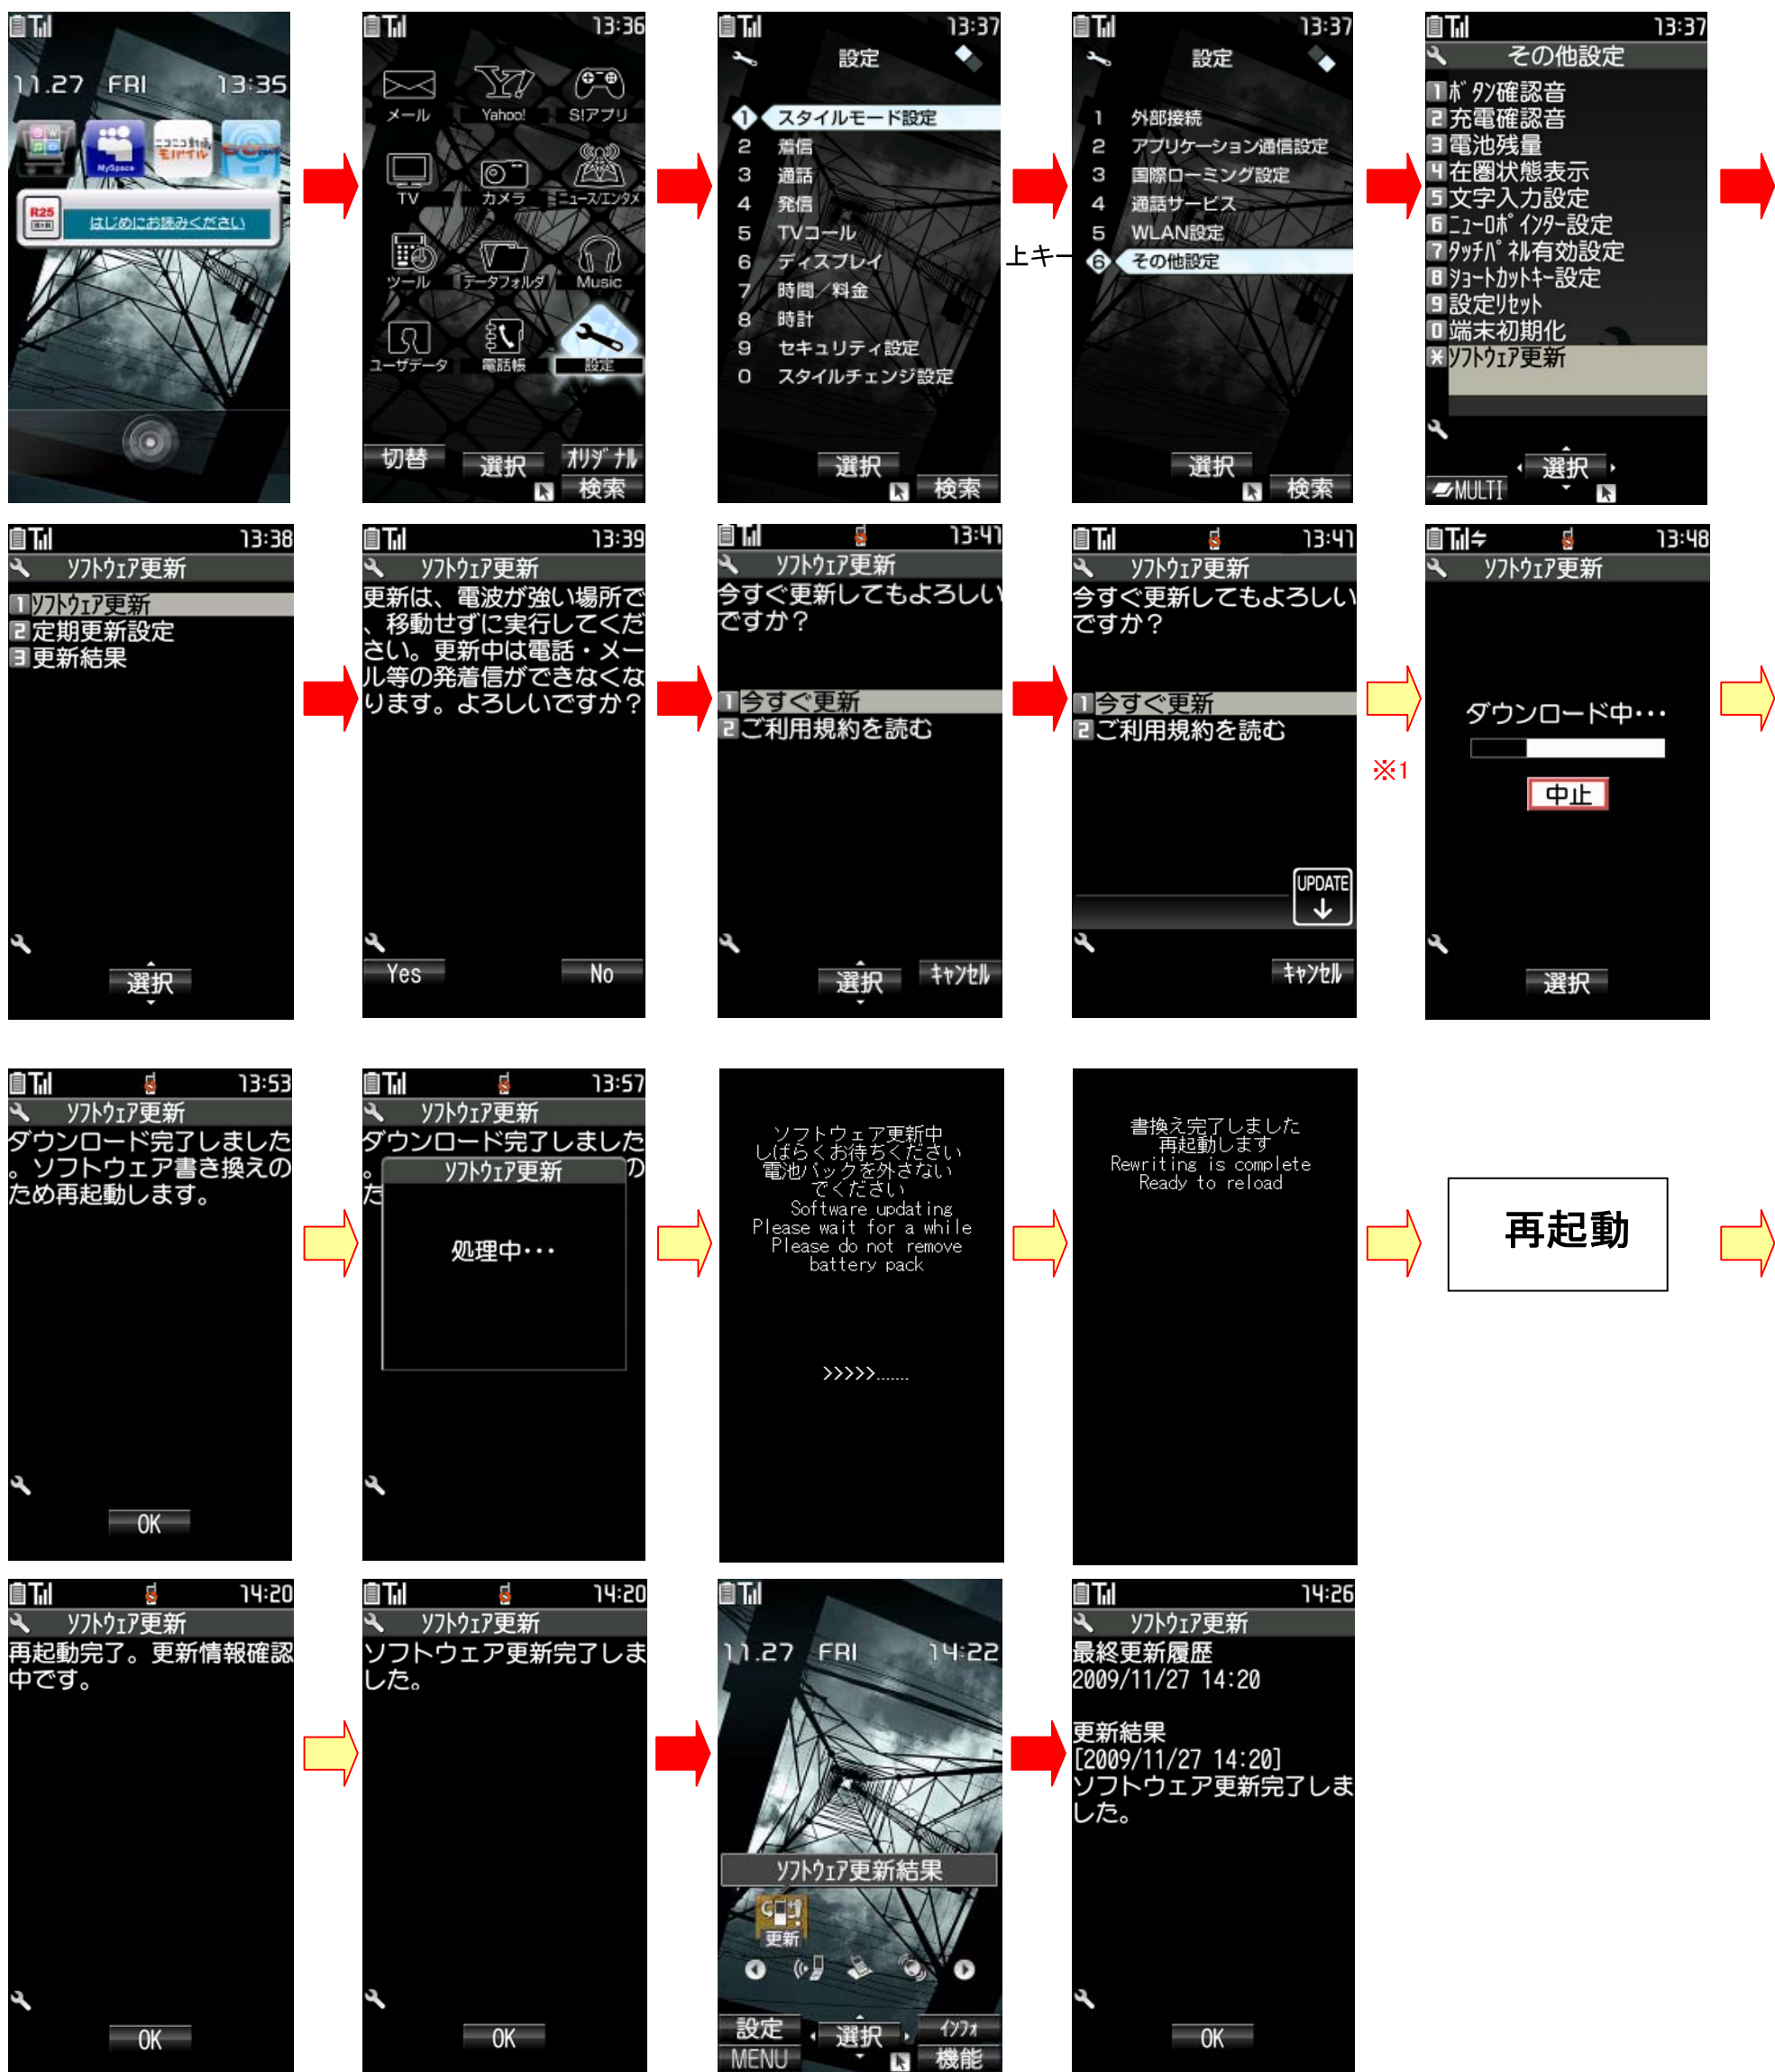 11.27 FRI 13:35
MySpace
ニコニコ動画
モバイル
R25
はじめにお読みください
13:36
メール
Yahoo!
S!アプリ
TV
カメラ
ニュース/エンタメ
ツール
データフォルダ
Music
ユーザデータ
電話帳
設定
切替
選択
ｵﾘｼﾞﾅﾙ
検索
13:37
設定
1 スタイルモード設定
2 着信
3 通話
4 発信
5 TVコール
6 ディスプレイ
7 時間／料金
8 時計
9 セキュリティ設定
0 スタイルチェンジ設定
選択
検索
上キー
13:37
設定
1 外部接続
2 アプリケーション通信設定
3 国際ローミング設定
4 通話サービス
5 WLAN設定
6 その他設定
選択
検索
13:37
その他設定
1ﾎﾞﾀﾝ確認音
2充電確認音
3電池残量
4在圏状態表示
5文字入力設定
6ﾆｭｰﾛﾎﾟｲﾝﾀｰ設定
7ﾀｯﾁﾊﾟﾈﾙ有効設定
8ｼｮｰﾄｶｯﾄｷｰ設定
9設定ﾘｾｯﾄ
0端末初期化
*ｿﾌﾄｳｪｱ更新
選択
MULTI
13:38
ｿﾌﾄｳｪｱ更新
1ｿﾌﾄｳｪｱ更新
2定期更新設定
3更新結果
選択
13:39
ｿﾌﾄｳｪｱ更新
更新は、電波が強い場所で
、移動せずに実行してくだ
さい。更新中は電話・メー
ル等の発着信ができなくな
ります。よろしいですか？
Yes
No
13:41
ｿﾌﾄｳｪｱ更新
今すぐ更新してもよろしい
ですか？
1今すぐ更新
2ご利用規約を読む
選択
ｷｬﾝｾﾙ
13:41
ｿﾌﾄｳｪｱ更新
今すぐ更新してもよろしい
ですか？
1今すぐ更新
2ご利用規約を読む
UPDATE
↓
ｷｬﾝｾﾙ
※1
13:48
ｿﾌﾄｳｪｱ更新
ダウンロード中･･･
中止
選択
13:53
ｿﾌﾄｳｪｱ更新
ダウンロード完了しました
。ソフトウェア書き換えの
ため再起動します。
OK
13:57
ｿﾌﾄｳｪｱ更新
ダウンロード完了しました
。
の
た
ｿﾌﾄｳｪｱ更新
処理中･･･
ソフトウェア更新中
しばらくお待ちください
電池パックを外さない
でください
Software updating
Please wait for a while
Please do not remove
battery pack
>>>>>.......
書換え完了しました
再起動します
Rewriting is complete
Ready to reload
再起動
14:20
ｿﾌﾄｳｪｱ更新
再起動完了。更新情報確認
中です。
OK
14:20
ｿﾌﾄｳｪｱ更新
ソフトウェア更新完了しま
した。
OK
11.27 FRI 14:22
ｿﾌﾄｳｪｱ更新結果
更新
設定
選択
ｲﾝﾌｫ
MENU
機能
14:26
ｿﾌﾄｳｪｱ更新
最終更新履歴
2009/11/27 14:20
更新結果
[2009/11/27 14:20]
ソフトウェア更新完了しま
した。
OK